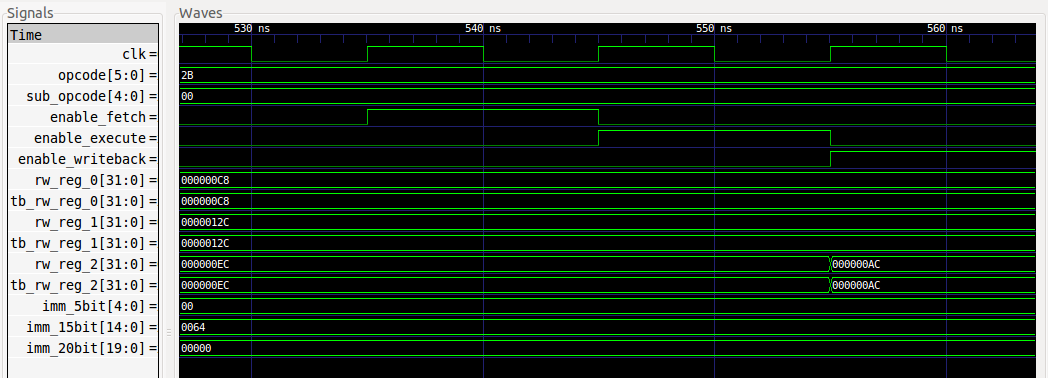 Signals
Waves
Time
530 ns 540 ns 550 ns 560 ns
clk =
opcode[5:0] = 2B
sub_opcode[4:0] = 00
enable_fetch =
enable_execute =
enable_writeback =
rw_reg_0[31:0] = 000000C8
tb_rw_reg_0[31:0] = 000000C8
rw_reg_1[31:0] = 0000012C
tb_rw_reg_1[31:0] = 0000012C
rw_reg_2[31:0] = 000000EC 000000AC
tb_rw_reg_2[31:0] = 000000EC 000000AC
imm_5bit[4:0] = 00
imm_15bit[14:0] = 0064
imm_20bit[19:0] = 00000